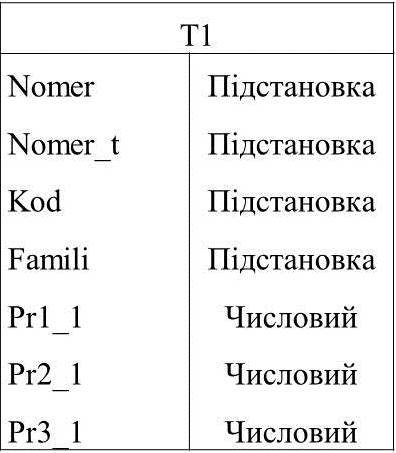 T1
Nomer Підстановка
Nomer_t Підстановка
Kod Підстановка
Famili Підстановка
Pr1_1 Числовий
Pr2_1 Числовий
Pr3_1 Числовий